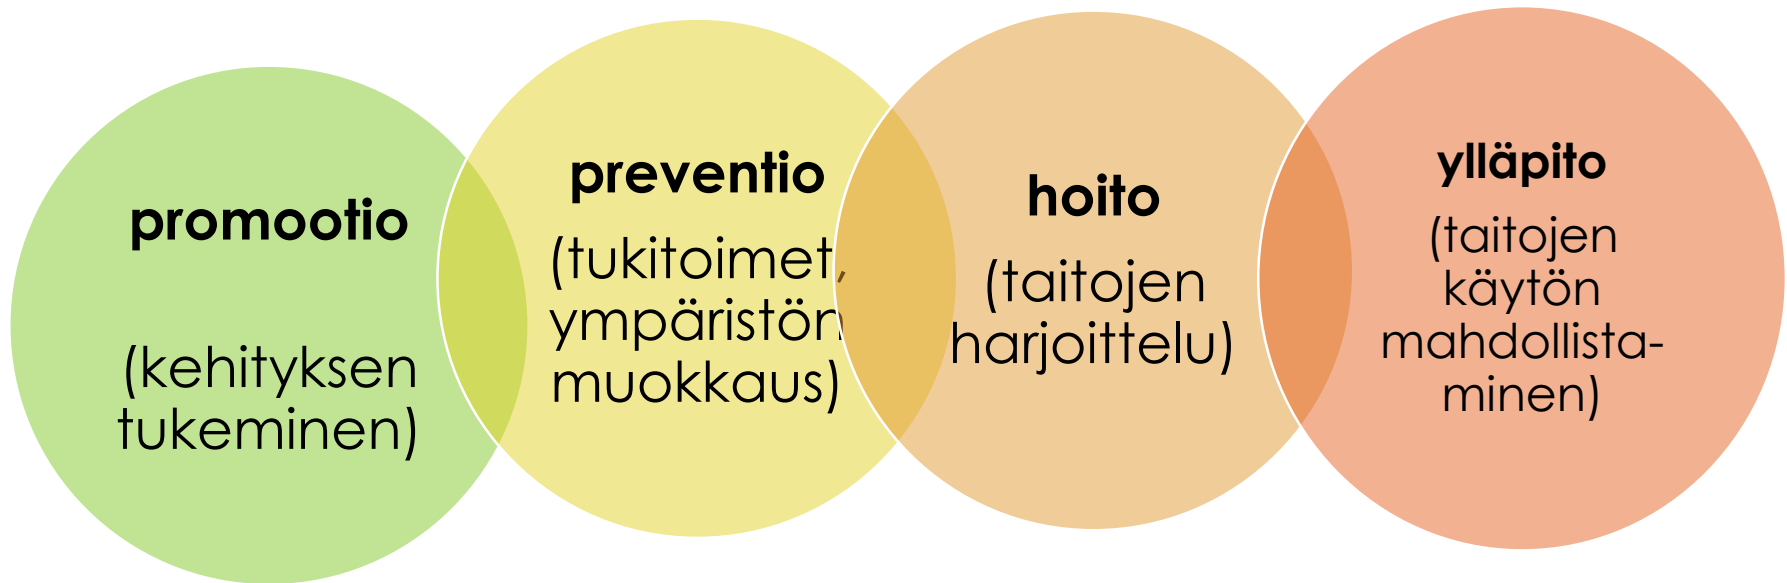 promootio
(kehityksen
tukeminen)
preventio
(tukitoimet,
ympäristön
muokkaus)
hoito
(taitojen
harjoittelu)
ylläpito
(taitojen
käytön
mahdollista-
minen)